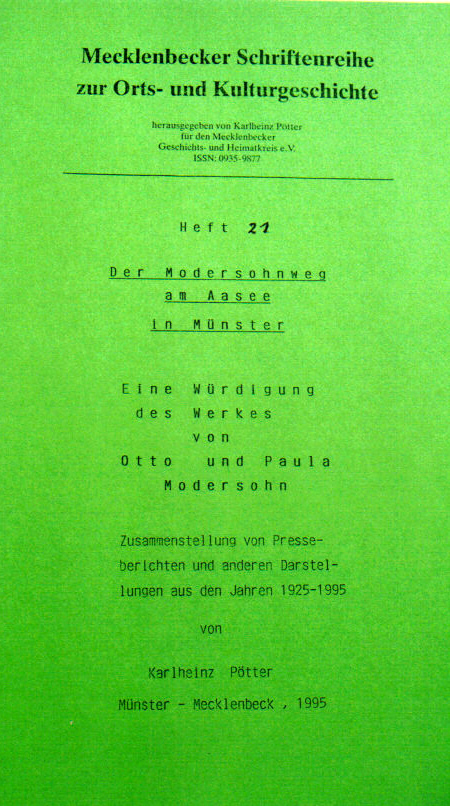 Mecklenbecker Schriftenreihe
zur Orts- und Kulturgeschichte
herausgegeben von Karlheinz Pötter
für den Mecklenbecker
Geschichts- und Heimatkreis e.V.
ISSN: 0935-9877
Heft 21
Der Modersohnweg
am Aasee
in Münster
Eine Würdigung
des Werkes
von
Otto und Paula
Modersohn
Zusammenstellung von Presse-
berichten und anderen Darstel-
lungen aus den Jahren 1925-1995
von
Karlheinz Pötter
Münster - Mecklenbeck , 1995